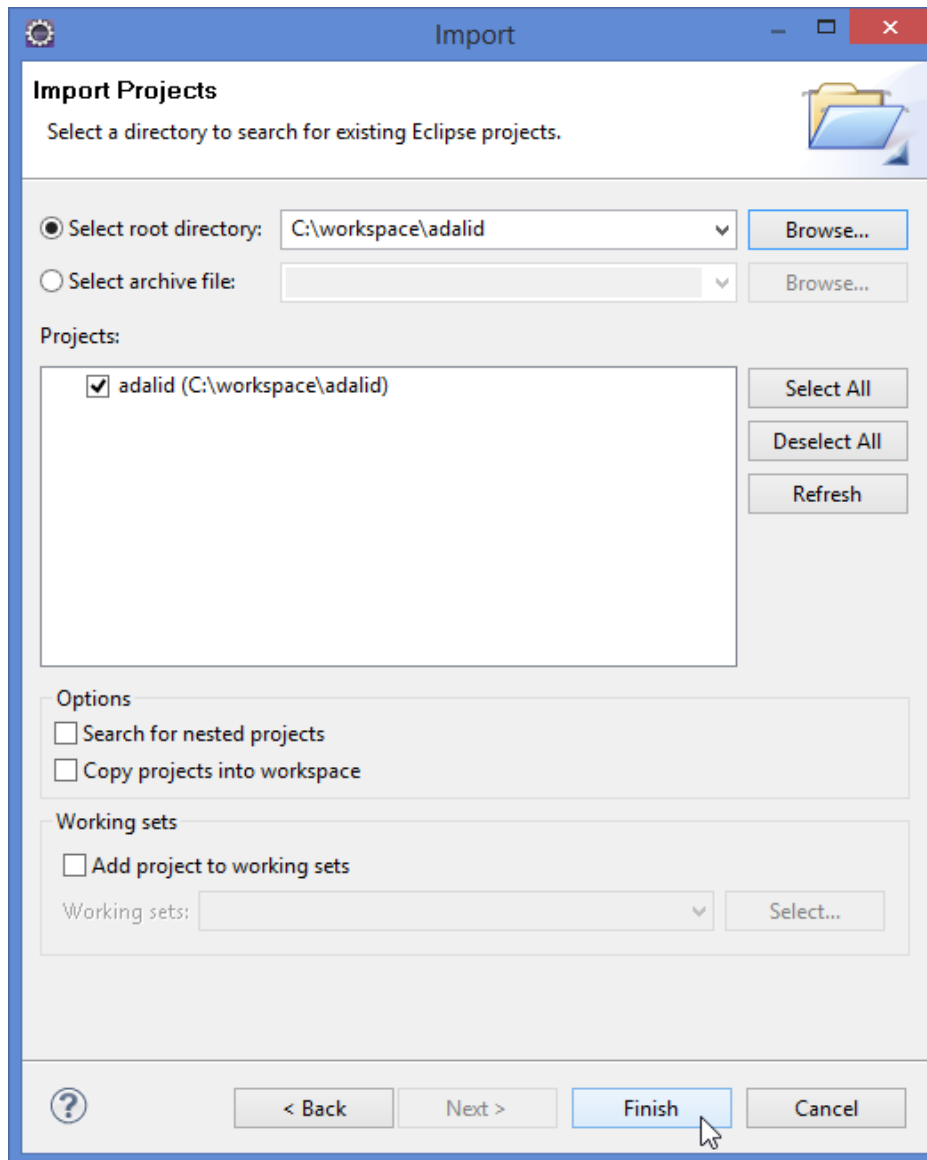 Import
Import Projects
Select a directory to search for existing Eclipse projects.
Select root directory: C:\workspace\adalid Browse...
Select archive file: Browse...
Projects:
adalid (C:\workspace\adalid)
Select All
Deselect All
Refresh
Options
Search for nested projects
Copy projects into workspace
Working sets
Add project to working sets
Working sets: Select...
? < Back Next > Finish Cancel